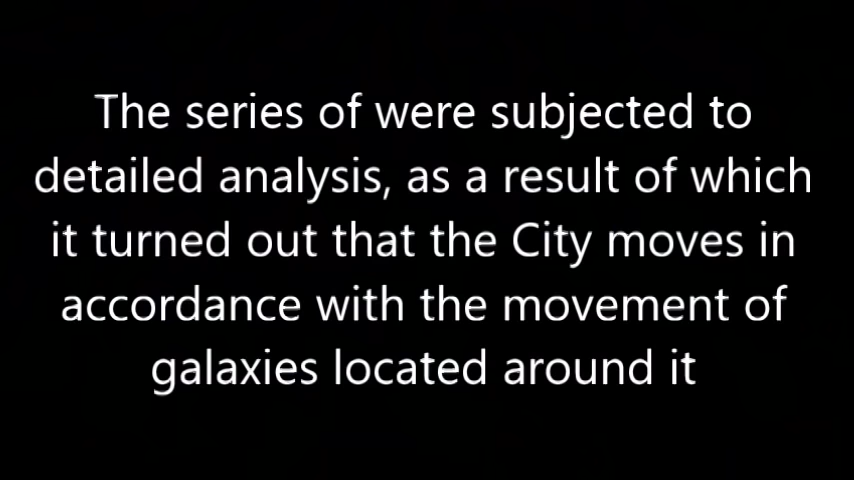 The series of were subjected to
detailed analysis, as a result of which
it turned out that the City moves in
accordance with the movement of
galaxies located around it